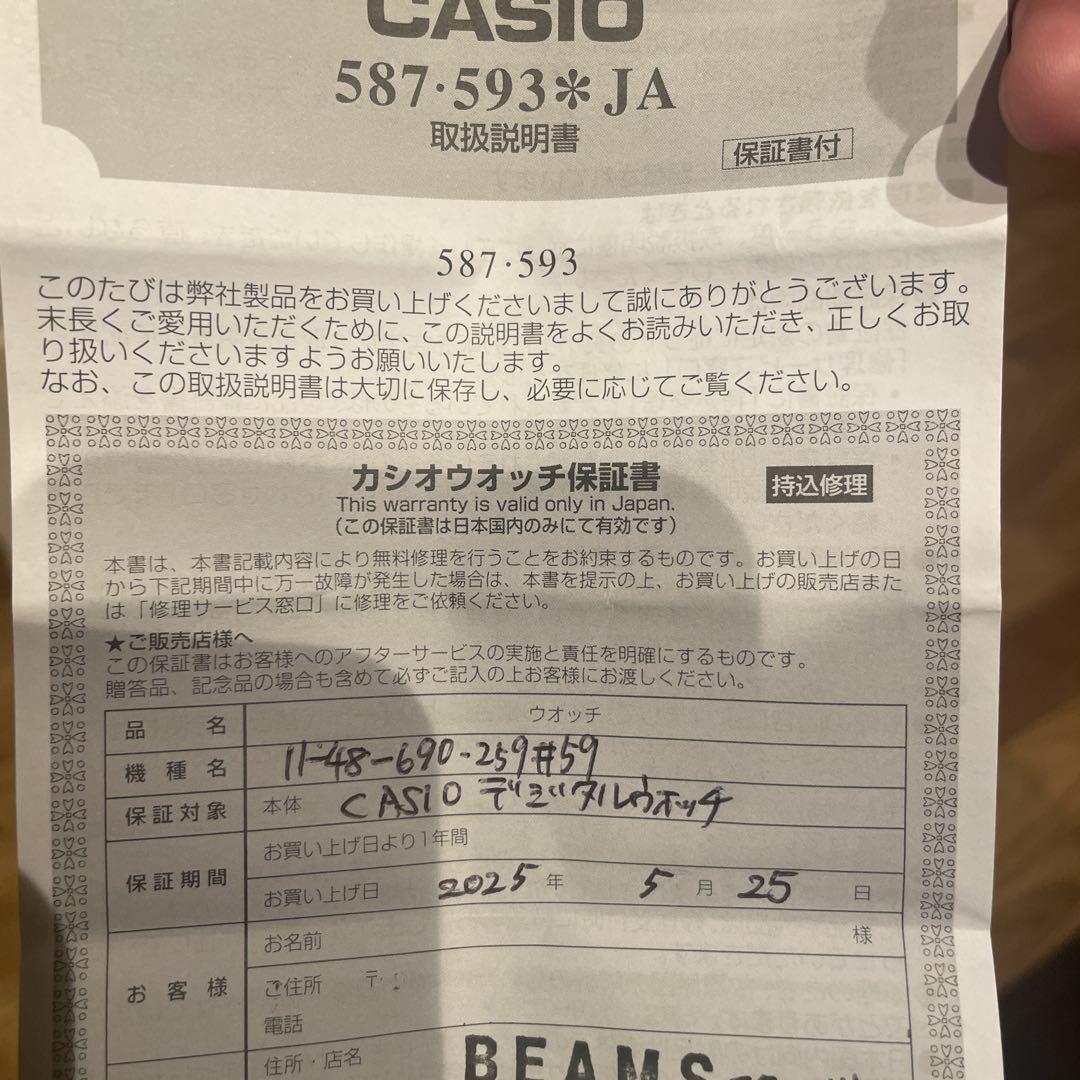 CASIO
587・593＊JA
取扱説明書
保証書付
587・593
このたびは弊社製品をお買い上げくださいまして誠にありがとうございます。
末長くご愛用いただくために、この説明書をよくお読みいただき、正しくお取
り扱いくださいますようお願いいたします。
なお、この取扱説明書は大切に保存し、必要に応じてご覧ください。
カシオウオッチ保証書
持込修理
This warranty is valid only in Japan.
（この保証書は日本国内のみにて有効です）
本書は、本書記載内容により無料修理を行うことをお約束するものです。お買い上げの日
から下記期間中に万一故障が発生した場合は、本書を提示の上、お買い上げの販売店また
は「修理サービス窓口」に修理をご依頼ください。
★ご販売店様へ
この保証書はお客様へのアフターサービスの実施と責任を明確にするものです。
贈答品、記念品の場合も含めて必ずご記入の上お客様にお渡しください。
品名 ウオッチ
機種名 11-48-690-259#59
保証対象 本体 CASIO デジタルウォッチ
保証期間 お買い上げ日より1年間
お買い上げ日 2025 年 5 月 25 日
お客様 お名前 様
ご住所 〒
電話
住所・店名 BEAMS